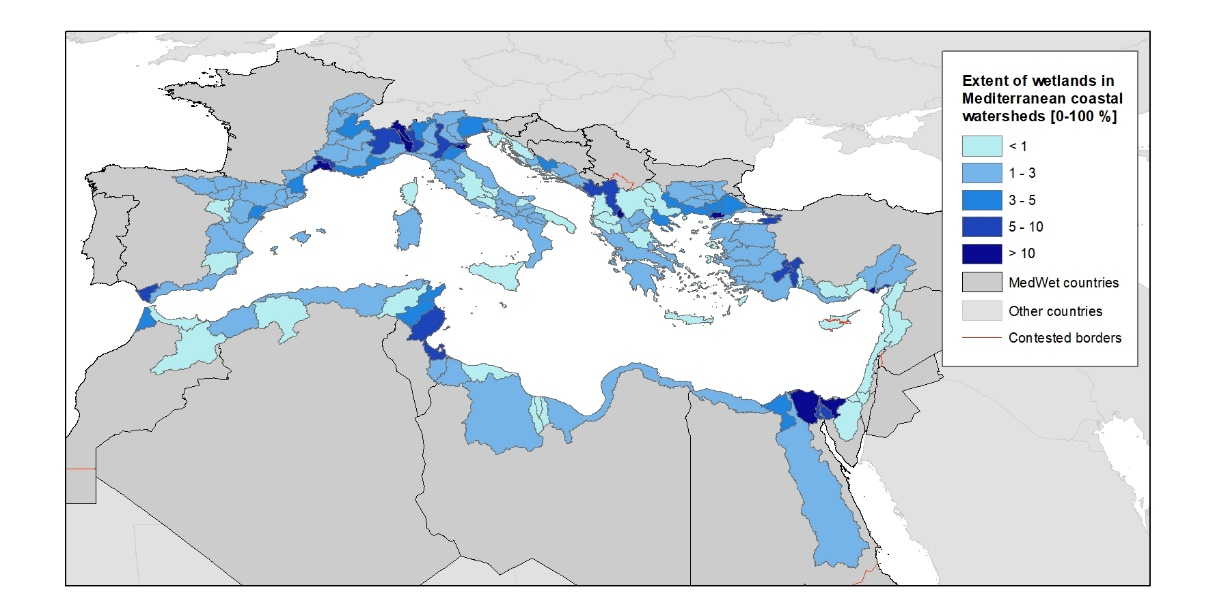 Extent of wetlands in
Mediterranean coastal
watersheds [0-100 %]
< 1
1 - 3
3 - 5
5 - 10
> 10
MedWet countries
Other countries
Contested borders